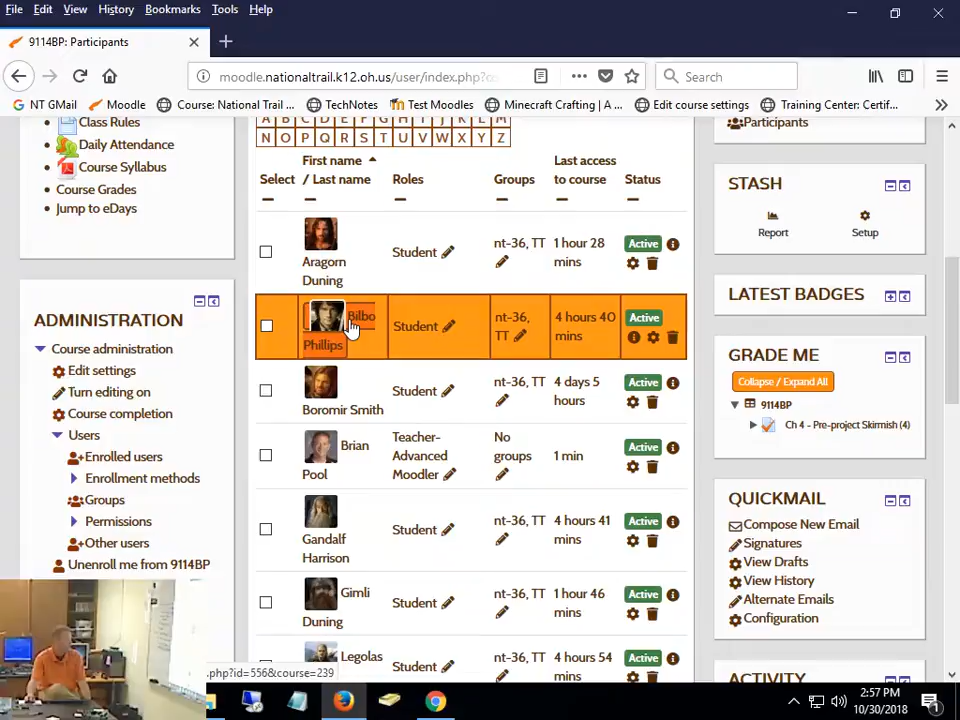 File Edit View History Bookmarks Tools Help
9114BP: Participants
moodle.nationaltrail.k12.oh.us/user/index.php?
Search
NT GMail Moodle Course: National Trail ... TechNotes Test Moodles Minecraft Crafting | A ... Edit course settings Training Center: Certif...
Class Rules
Daily Attendance
Course Syllabus
Course Grades
Jump to eDays
ADMINISTRATION
Course administration
Edit settings
Turn editing on
Course completion
Users
Enrolled users
Enrollment methods
Groups
Permissions
Other users
Unenroll me from 9114BP
A B C D E F G H I J K L M
N O P Q R S T U V W X Y Z
Select
First name
/ Last name
Roles
Groups
Last access
to course
Status
Aragorn
Duning
Student
nt-36, TT
1 hour 28
mins
Active
Bilbo
Phillips
Student
nt-36,
TT
4 hours 40
mins
Active
Boromir Smith
Student
nt-36, TT
4 days 5
hours
Active
Brian
Pool
Teacher-
Advanced
Moodler
No
groups
1 min
Active
Gandalf
Harrison
Student
nt-36, TT
4 hours 41
mins
Active
Gimli
Duning
Student
nt-36, TT
1 hour 46
mins
Active
Legolas
Student
nt-36, TT
4 hours 54
mins
Active
Participants
STASH
Report Setup
LATEST BADGES
GRADE ME
Collapse / Expand All
9114BP
Ch 4 - Pre-project Skirmish (4)
QUICKMAIL
Compose New Email
Signatures
View Drafts
View History
Alternate Emails
Configuration
ACTIVITY
.php?id=556&course=239
2:57 PM
10/30/2018
1